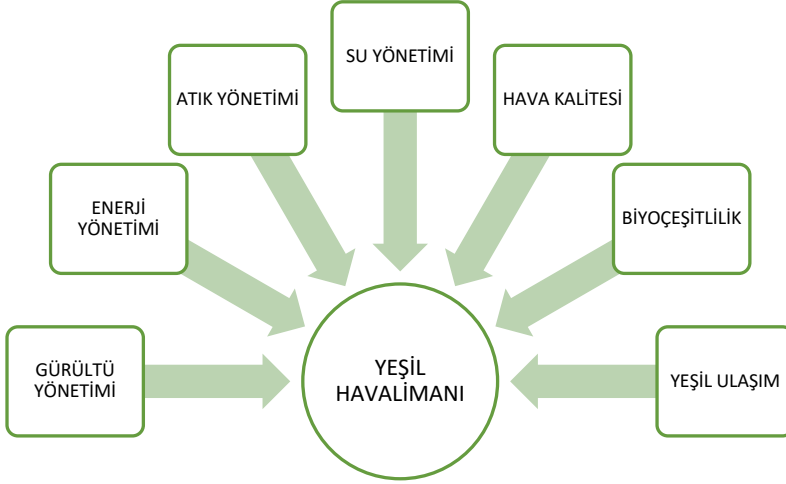 SU YÖNETİMİ
ATIK YÖNETİMİ
HAVA KALİTESİ
ENERJİ
YÖNETİMİ
BİYOÇEŞİTLİLİK
GÜRÜLTÜ
YÖNETİMİ
YEŞİL
HAVALİMANI
YEŞİL ULAŞIM